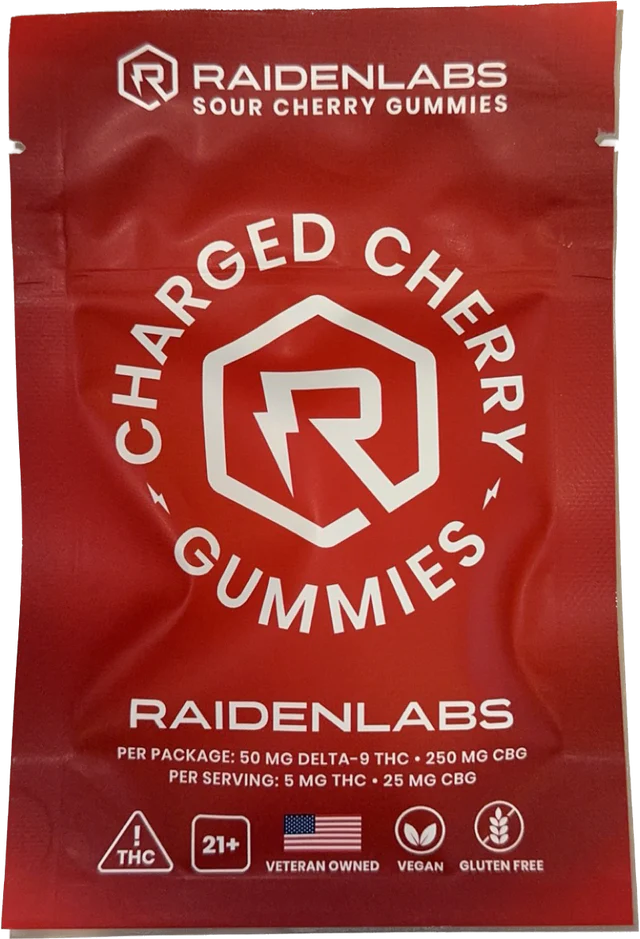 RAIDENLABS
SOUR CHERRY GUMMIES
CHARGED CHERRY
GUMMIES
RAIDENLABS
PER PACKAGE: 50 MG DELTA-9 THC • 250 MG CBG
PER SERVING: 5 MG THC • 25 MG CBG
!
THC
21+
VETERAN OWNED
VEGAN
GLUTEN FREE